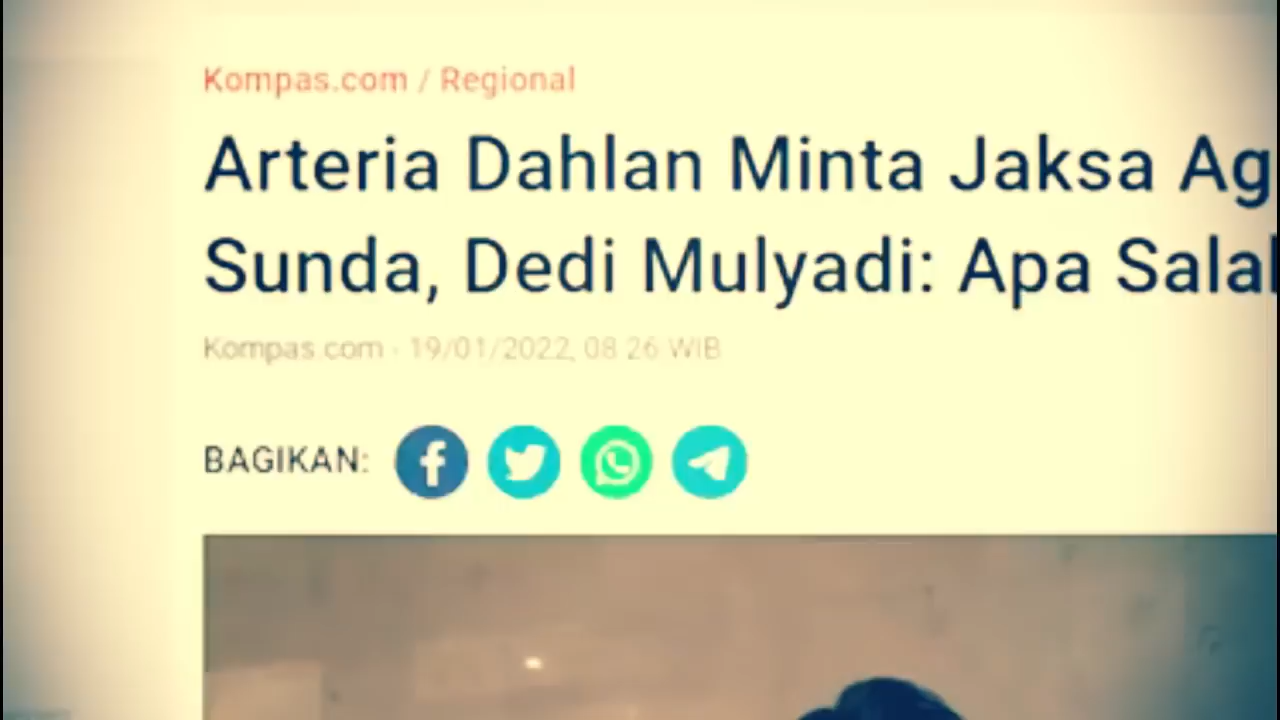 Kompas.com / Regional
Arteria Dahlan Minta Jaksa Ag
Sunda, Dedi Mulyadi: Apa Sala
Kompas.com - 19/01/2022, 08:26 WIB
BAGIKAN: